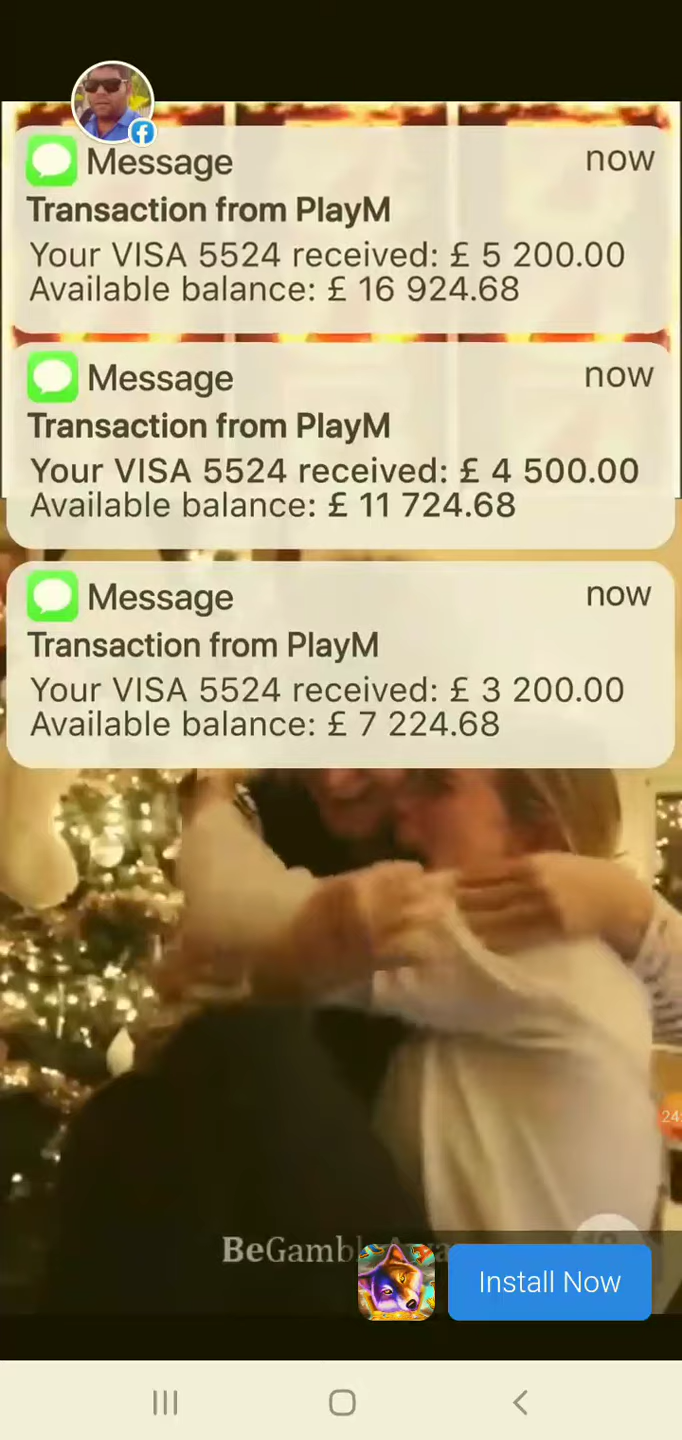 Message
now
Transaction from PlayM
Your VISA 5524 received: £ 5 200.00
Available balance: £ 16 924.68
Message
now
Transaction from PlayM
Your VISA 5524 received: £ 4 500.00
Available balance: £ 11 724.68
Message
now
Transaction from PlayM
Your VISA 5524 received: £ 3 200.00
Available balance: £ 7 224.68
Install Now